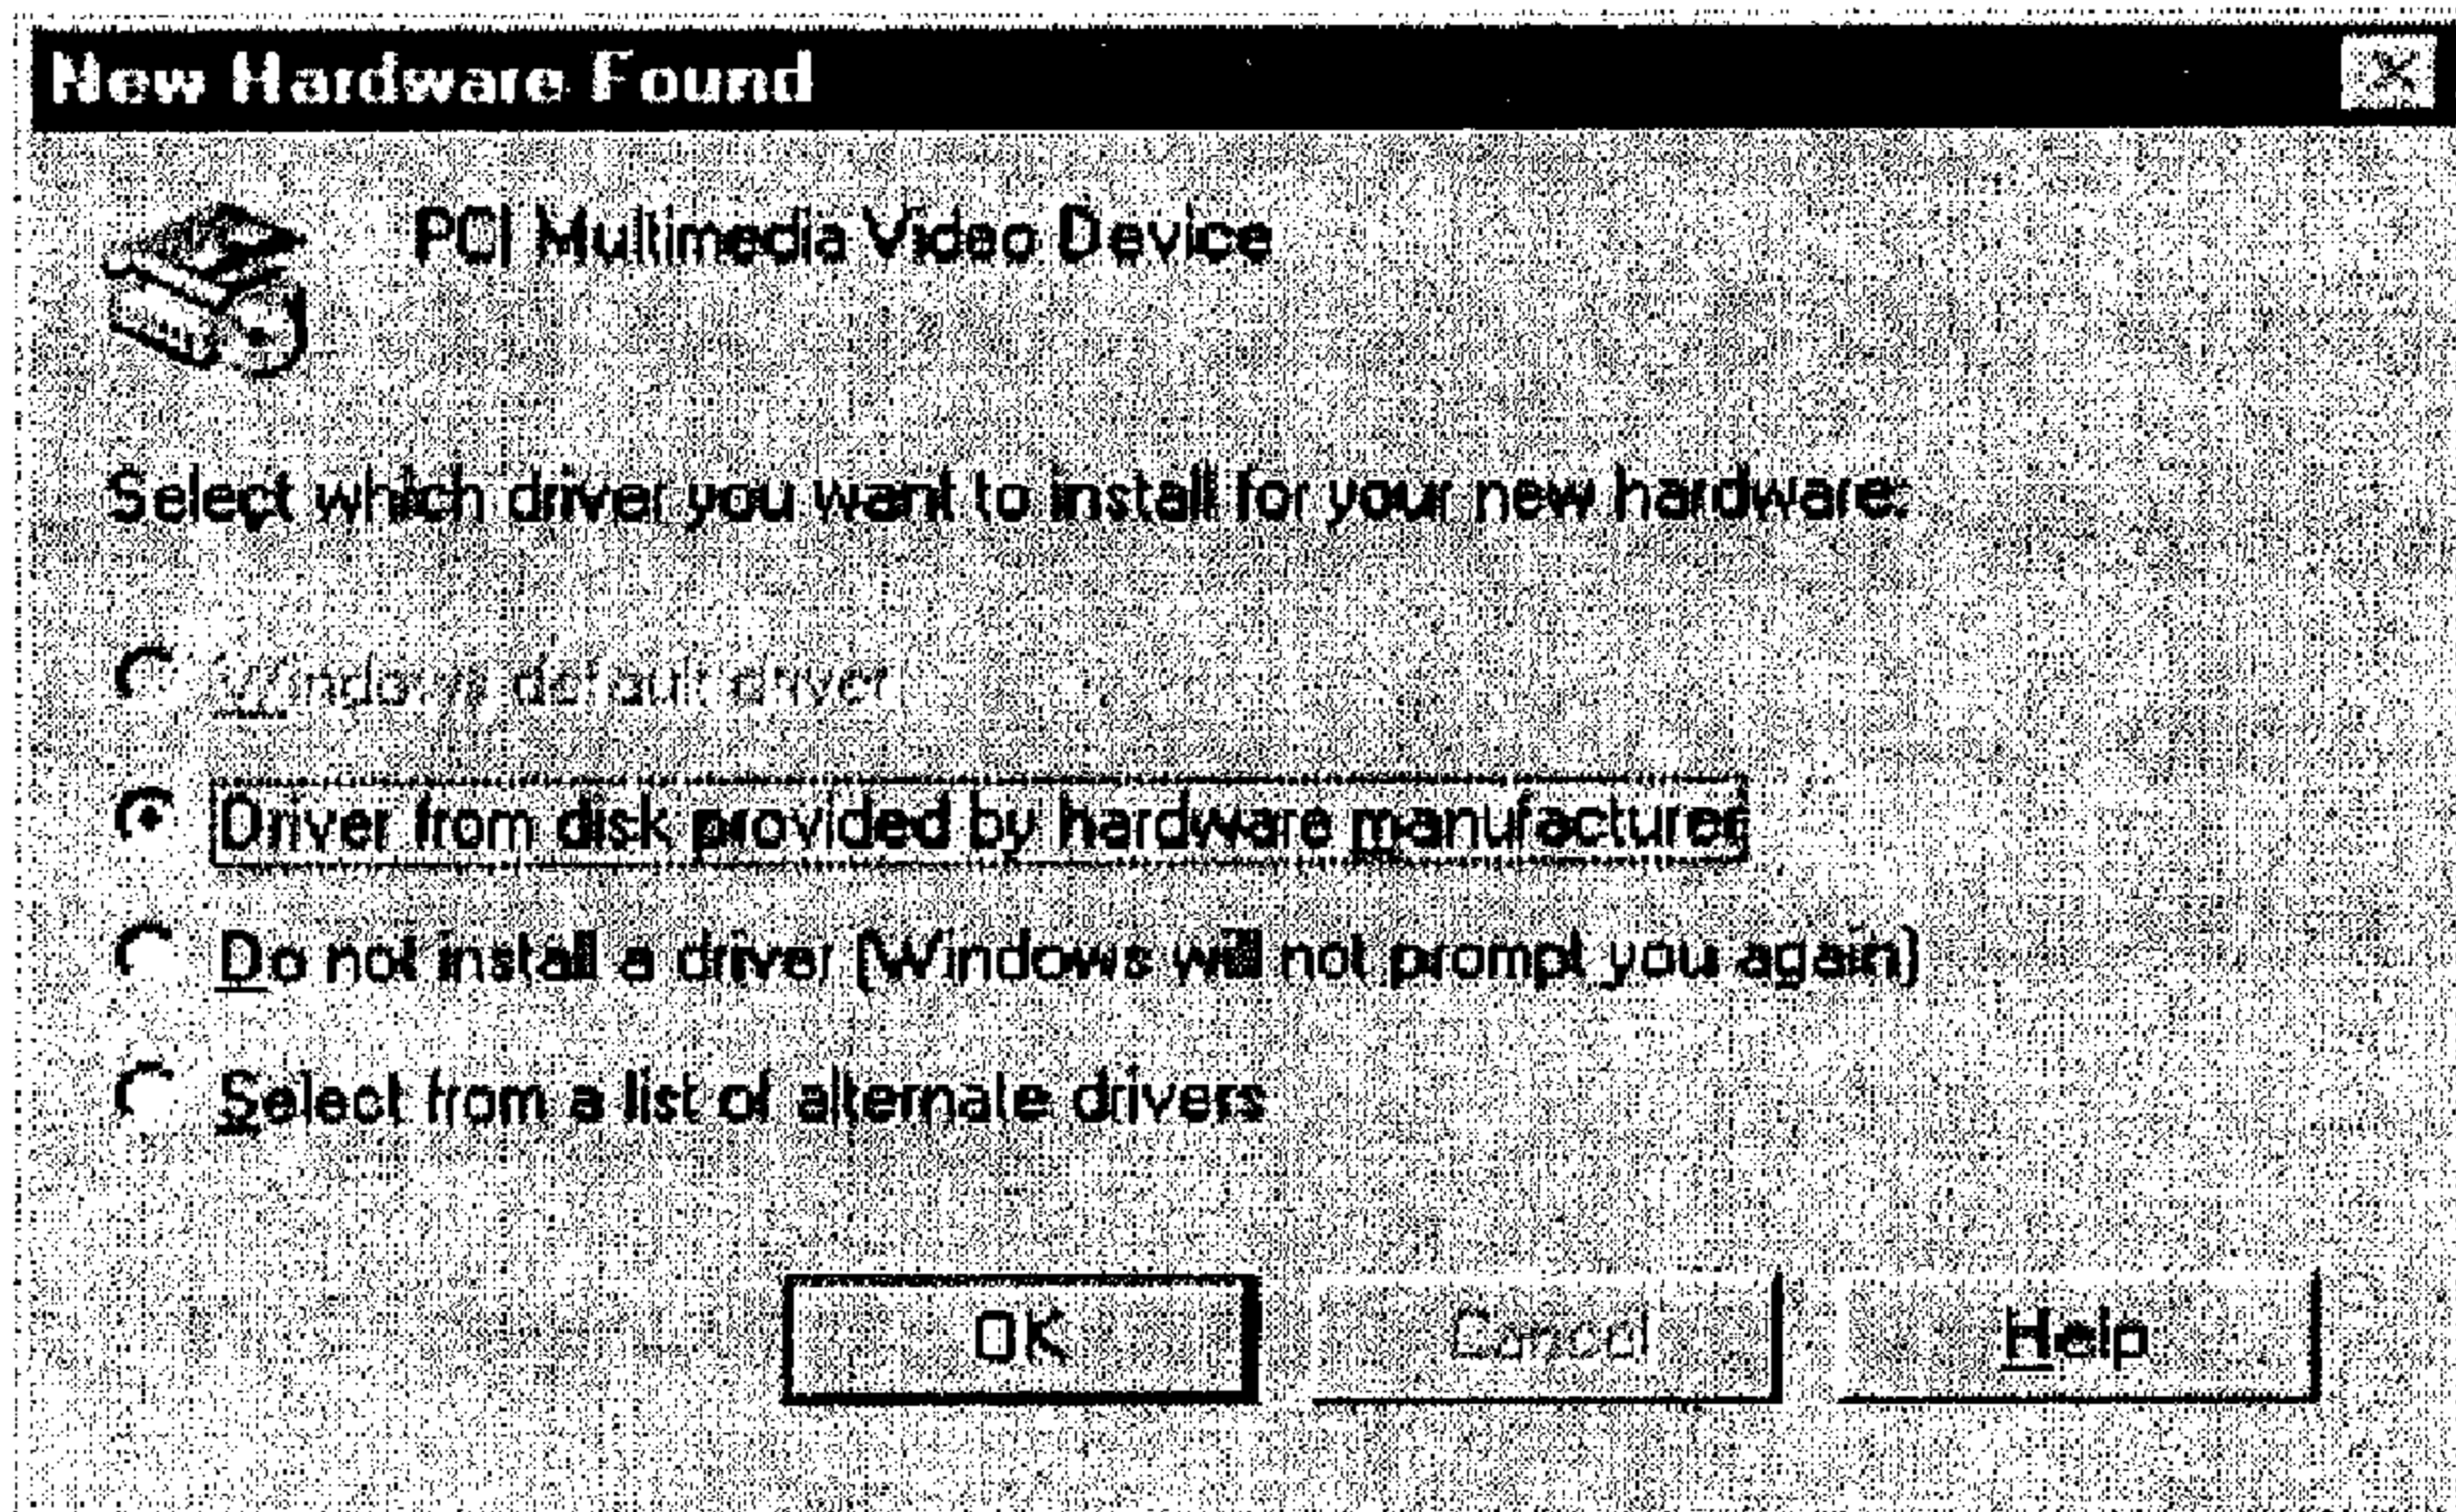 New Hardware Found
PCI Multimedia Video Device
Select which driver you want to install for your new hardware:
Windows default driver
Driver from disk provided by hardware manufacturer
Do not install a driver (Windows will not prompt you again)
Select from a list of alternate drivers
OK Cancel Help